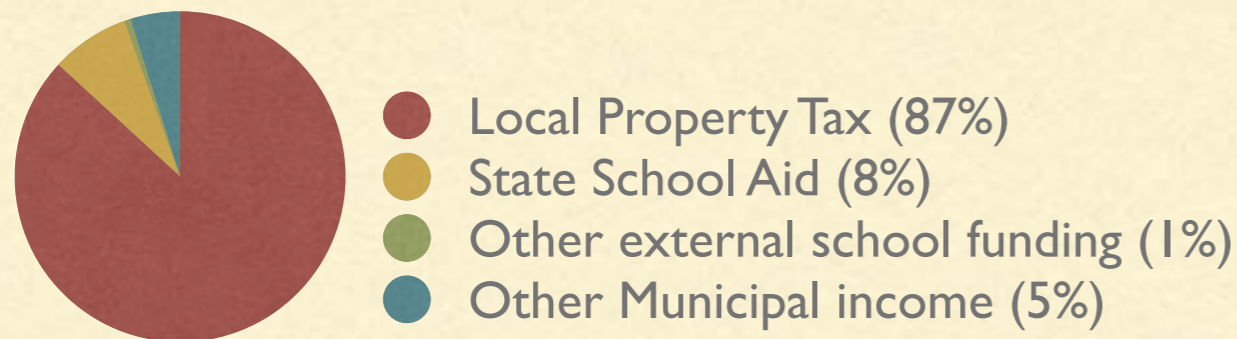 Local Property Tax (87%)
State School Aid (8%)
Other external school funding (1%)
Other Municipal income (5%)